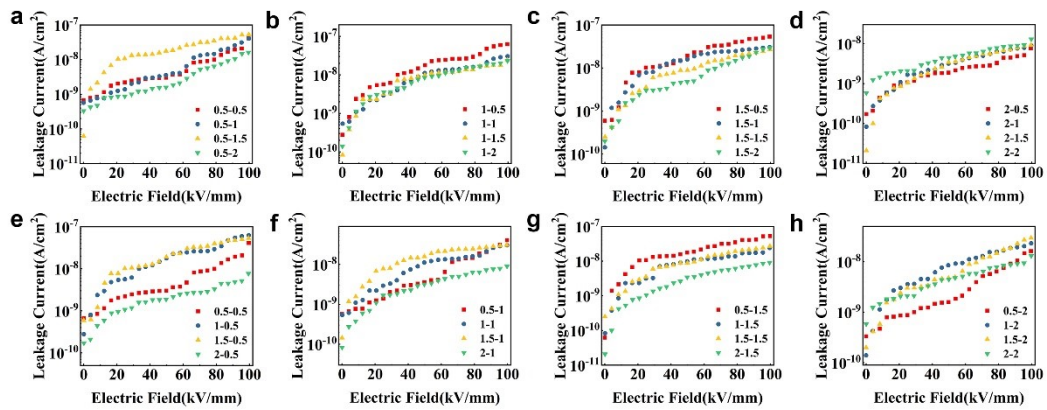 a
Leakage Current(A/cm²)
10⁻⁷
10⁻⁸
10⁻⁹
10⁻¹⁰
10⁻¹¹
0.5-0.5
0.5-1
0.5-1.5
0.5-2
0 20 40 60 80 100
Electric Field(kV/mm)
b
Leakage Current(A/cm²)
10⁻⁷
10⁻⁸
10⁻⁹
10⁻¹⁰
1-0.5
1-1
1-1.5
1-2
0 20 40 60 80 100
Electric Field(kV/mm)
c
Leakage Current(A/cm²)
10⁻⁷
10⁻⁸
10⁻⁹
10⁻¹⁰
1.5-0.5
1.5-1
1.5-1.5
1.5-2
0 20 40 60 80 100
Electric Field(kV/mm)
d
Leakage Current(A/cm²)
10⁻⁸
10⁻⁹
10⁻¹⁰
10⁻¹¹
2-0.5
2-1
2-1.5
2-2
0 20 40 60 80 100
Electric Field(kV/mm)
e
Leakage Current(A/cm²)
10⁻⁷
10⁻⁸
10⁻⁹
10⁻¹⁰
0.5-0.5
1-0.5
1.5-0.5
2-0.5
0 20 40 60 80 100
Electric Field(kV/mm)
f
Leakage Current(A/cm²)
10⁻⁷
10⁻⁸
10⁻⁹
10⁻¹⁰
0.5-1
1-1
1.5-1
2-1
0 20 40 60 80 100
Electric Field(kV/mm)
g
Leakage Current(A/cm²)
10⁻⁷
10⁻⁸
10⁻⁹
10⁻¹⁰
10⁻¹¹
0.5-1.5
1-1.5
1.5-1.5
2-1.5
0 20 40 60 80 100
Electric Field(kV/mm)
h
Leakage Current(A/cm²)
10⁻⁸
10⁻⁹
10⁻¹⁰
0.5-2
1-2
1.5-2
2-2
0 20 40 60 80 100
Electric Field(kV/mm)